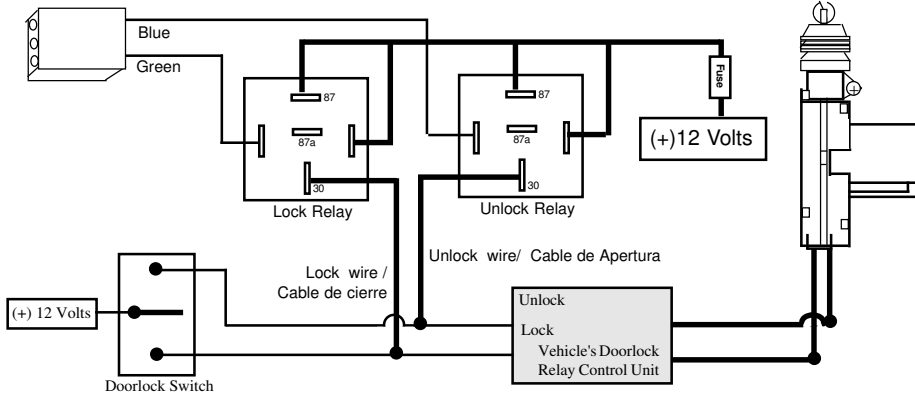 Blue
Green
87
87a
30
Lock Relay
87
87a
30
Unlock Relay
Fuse
(+)12 Volts
Lock wire /
Cable de cierre
Unlock wire/ Cable de Apertura
(+) 12 Volts
Doorlock Switch
Unlock
Lock
Vehicle's Doorlock
Relay Control Unit